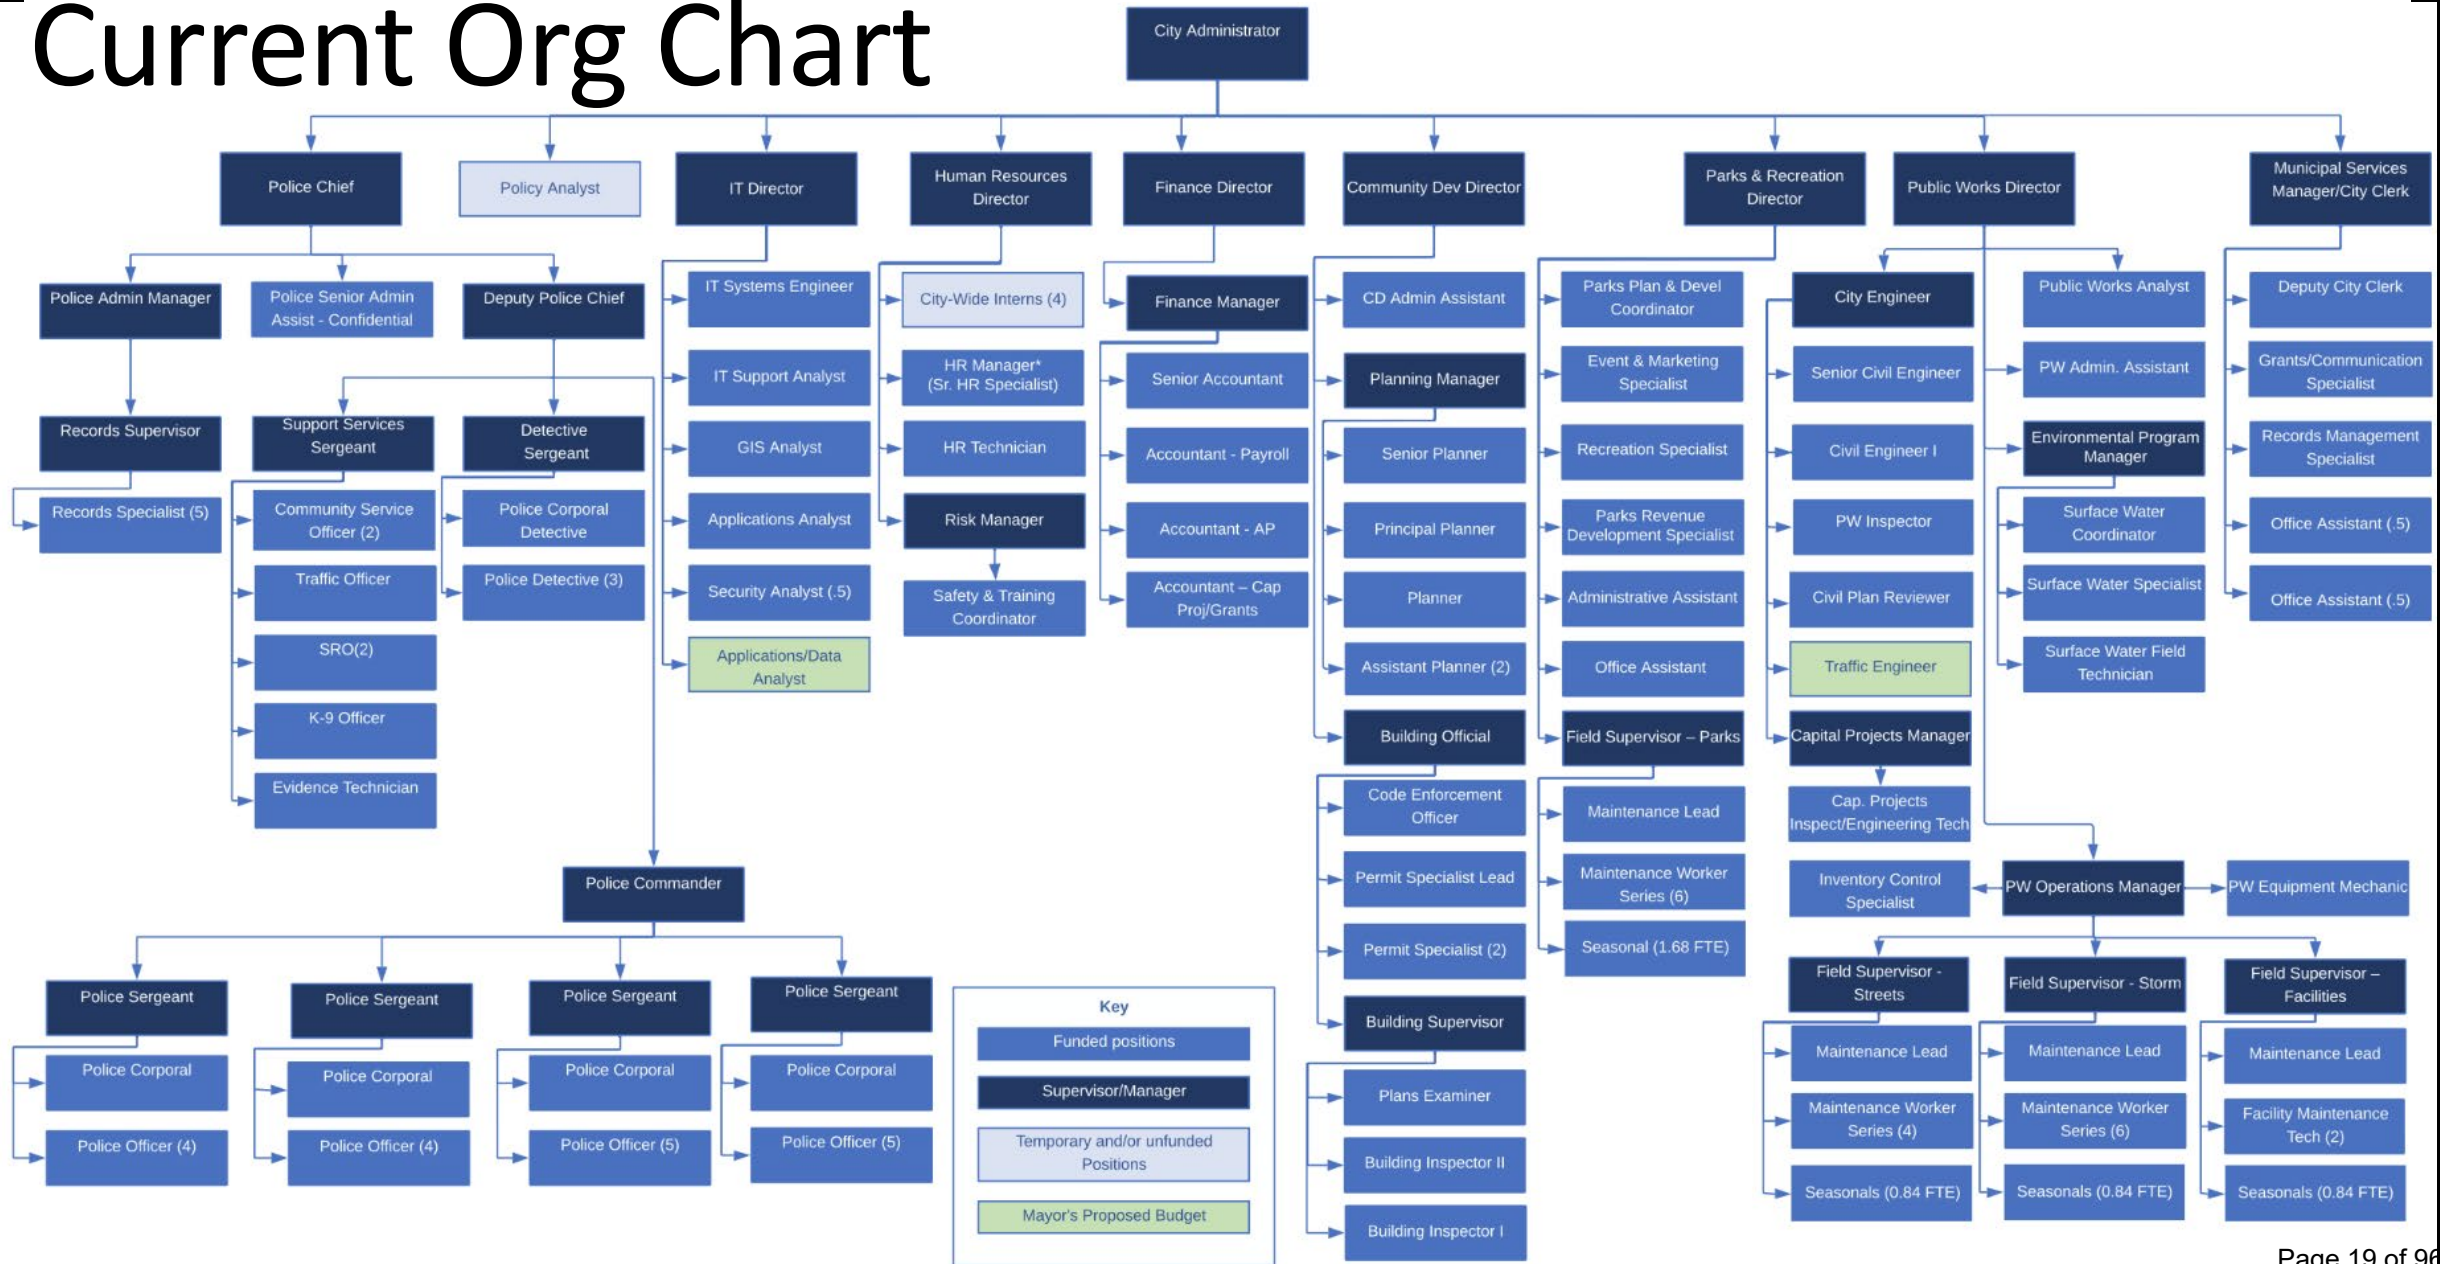 Current Org Chart
City Administrator
Police Chief
Policy Analyst
IT Director
Human Resources
Director
Finance Director
Community Dev Director
Parks & Recreation
Director
Public Works Director
Municipal Services
Manager/City Clerk
Police Admin Manager
Police Senior Admin
Assist - Confidential
Deputy Police Chief
Records Supervisor
Records Specialist (5)
Support Services
Sergeant
Community Service
Officer (2)
Traffic Officer
SRO(2)
K-9 Officer
Evidence Technician
Detective
Sergeant
Police Corporal
Detective
Police Detective (3)
Police Commander
Police Sergeant
Police Corporal
Police Officer (4)
Police Sergeant
Police Corporal
Police Officer (4)
Police Sergeant
Police Corporal
Police Officer (5)
Police Sergeant
Police Corporal
Police Officer (5)
IT Systems Engineer
IT Support Analyst
GIS Analyst
Applications Analyst
Security Analyst (.5)
Applications/Data
Analyst
City-Wide Interns (4)
HR Manager*
(Sr. HR Specialist)
HR Technician
Risk Manager
Safety & Training
Coordinator
Finance Manager
Senior Accountant
Accountant - Payroll
Accountant - AP
Accountant – Cap
Proj/Grants
CD Admin Assistant
Planning Manager
Senior Planner
Principal Planner
Planner
Assistant Planner (2)
Building Official
Code Enforcement
Officer
Permit Specialist Lead
Permit Specialist (2)
Building Supervisor
Plans Examiner
Building Inspector II
Building Inspector I
Parks Plan & Devel
Coordinator
Event & Marketing
Specialist
Recreation Specialist
Parks Revenue
Development Specialist
Administrative Assistant
Office Assistant
Field Supervisor – Parks
Maintenance Lead
Maintenance Worker
Series (6)
Seasonal (1.68 FTE)
City Engineer
Senior Civil Engineer
Civil Engineer I
PW Inspector
Civil Plan Reviewer
Traffic Engineer
Capital Projects Manager
Cap. Projects
Inspect/Engineering Tech
Public Works Analyst
PW Admin. Assistant
Environmental Program
Manager
Surface Water
Coordinator
Surface Water Specialist
Surface Water Field
Technician
Inventory Control
Specialist
PW Operations Manager
PW Equipment Mechanic
Field Supervisor -
Streets
Maintenance Lead
Maintenance Worker
Series (4)
Seasonals (0.84 FTE)
Field Supervisor - Storm
Maintenance Lead
Maintenance Worker
Series (6)
Seasonals (0.84 FTE)
Field Supervisor –
Facilities
Maintenance Lead
Facility Maintenance
Tech (2)
Seasonals (0.84 FTE)
Deputy City Clerk
Grants/Communication
Specialist
Records Management
Specialist
Office Assistant (.5)
Office Assistant (.5)
Key
Funded positions
Supervisor/Manager
Temporary and/or unfunded
Positions
Mayor's Proposed Budget
Page 19 of 96